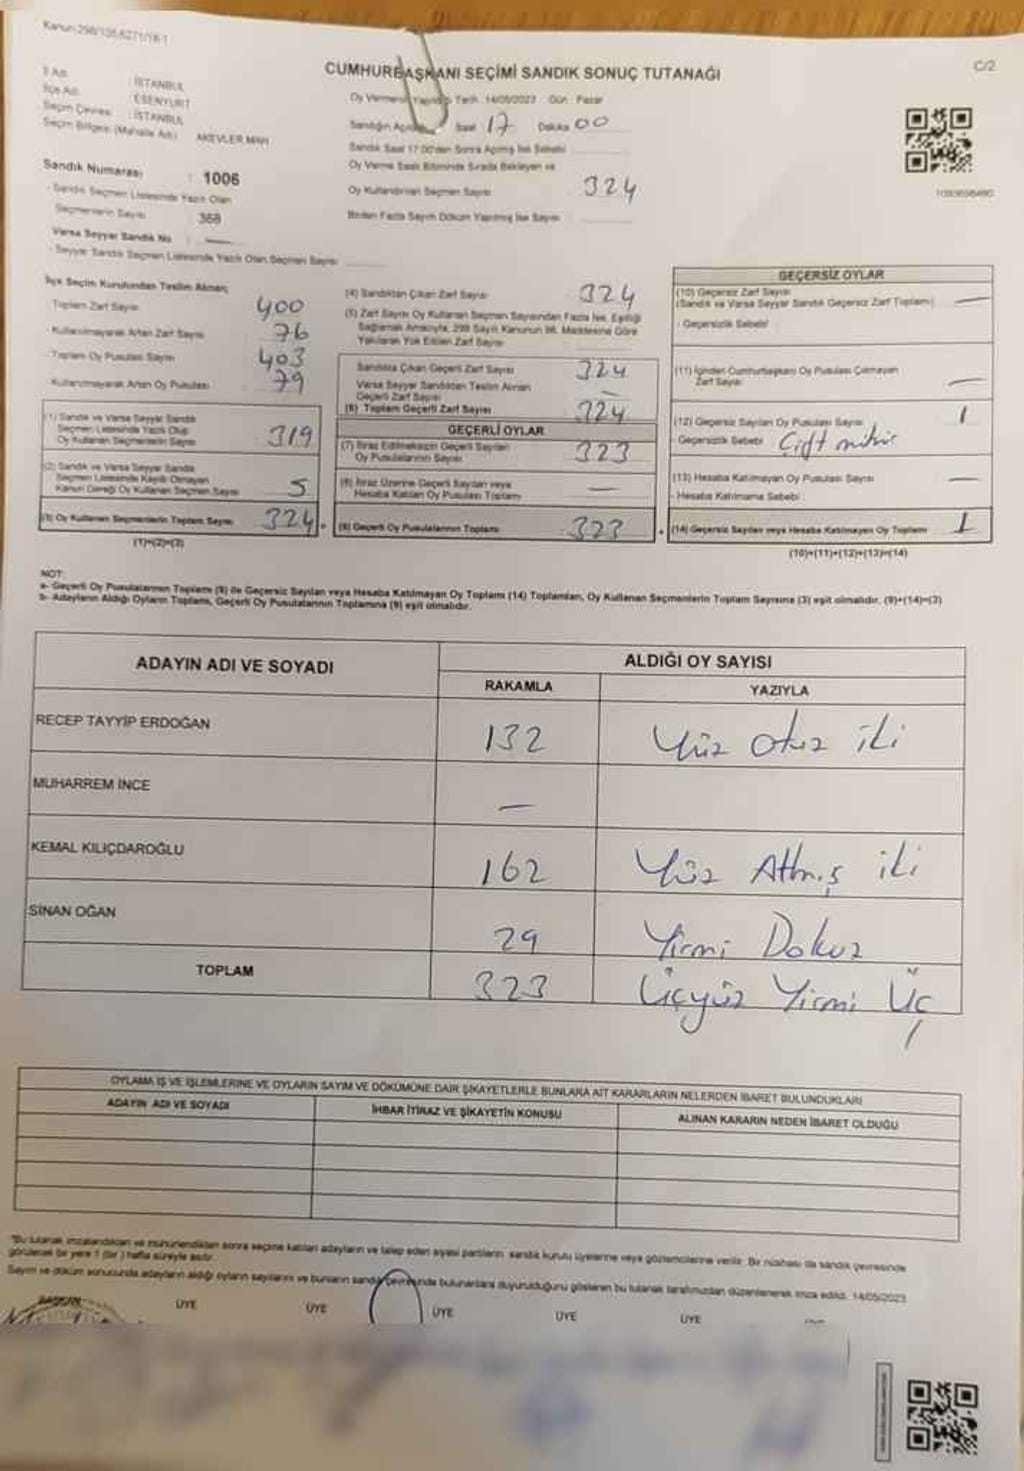 Kanun:298/105,6271/18-1
C/2
CUMHURBAŞKANI SEÇİMİ SANDIK SONUÇ TUTANAĞI
İl Adı : İSTANBUL
İlçe Adı : ESENYURT
Seçim Çevresi : İSTANBUL
Seçim Bölgesi (Mahalle Adı) AKEVLER MAH
Sandık Numarası : 1006
- Sandık Seçmen Listesinde Yazılı Olan
Seçmenlerin Sayısı : 368
Varsa Seyyar Sandık No : —
- Seyyar Sandık Seçmen Listesinde Yazılı Olan Seçmen Sayısı
Oy Vermenin Yapıldığı Tarih : 14/05/2023 Gün : Pazar
Sandığın Açıldığı Saat 17 Dakika 00
Sandık Saat 17:00'den Sonra Açılmış İse Sebebi
Oy Verme Saati Bitiminde Sırada Bekleyen ve
Oy Kullandırılan Seçmen Sayısı 324
Birden Fazla Sayım Döküm Yapılmış İse Sayısı
İlçe Seçim Kurulundan Teslim Alınan;
- Toplam Zarf Sayısı 400
- Kullanılmayarak Artan Zarf Sayısı 76
- Toplam Oy Pusulası Sayısı 403
- Kullanılmayarak Artan Oy Pusulası 79
(1) Sandık ve Varsa Seyyar Sandık
Seçmen Listesinde Yazılı Olup
Oy Kullanan Seçmenlerin Sayısı 319
(2) Sandık ve Varsa Seyyar Sandık
Seçmen Listesinde Kayıtlı Olmayan
Kanun Gereği Oy Kullanan Seçmen Sayısı 5
(3) Oy Kullanan Seçmenlerin Toplam Sayısı 324
(1)+(2)=(3)
(4) Sandıktan Çıkan Zarf Sayısı 324
(5) Zarf Sayısı Oy Kullanan Seçmen Sayısından Fazla İse, Eşitliği
Sağlamak Amacıyla, 298 Sayılı Kanunun 98. Maddesine Göre
Yakılarak Yok Edilen Zarf Sayısı
Sandıkta Çıkan Geçerli Zarf Sayısı 324
Varsa Seyyar Sandıktan Teslim Alınan
Geçerli Zarf Sayısı —
(6) Toplam Geçerli Zarf Sayısı 324
GEÇERLİ OYLAR
(7) İtiraz Edilmeksizin Geçerli Sayılan
Oy Pusulalarının Sayısı 323
(8) İtiraz Üzerine Geçerli Sayılan veya
Hesaba Katılan Oy Pusulası Toplamı —
(9) Geçerli Oy Pusulalarının Toplamı 323
GEÇERSİZ OYLAR
(10) Geçersiz Zarf Sayısı
(Sandık ve Varsa Seyyar Sandık Geçersiz Zarf Toplamı) —
- Geçersizlik Sebebi
(11) İçinden Cumhurbaşkanı Oy Pusulası Çıkmayan
Zarf Sayısı —
(12) Geçersiz Sayılan Oy Pusulası Sayısı 1
- Geçersizlik Sebebi Çift mühür
(13) Hesaba Katılmayan Oy Pusulası Sayısı —
- Hesaba Katılmama Sebebi
(14) Geçersiz Sayılan veya Hesaba Katılmayan Oy Toplamı 1
(10)+(11)+(12)+(13)=(14)
NOT:
a- Geçerli Oy Pusulalarının Toplamı (9) ile Geçersiz Sayılan veya Hesaba Katılmayan Oy Toplamı (14) Toplamları, Oy Kullanan Seçmenlerin Toplam Sayısına (3) eşit olmalıdır. (9)+(14)=(3)
b- Adayların Aldığı Oyların Toplamı, Geçerli Oy Pusulalarının Toplamına (9) eşit olmalıdır.
ADAYIN ADI VE SOYADI
ALDIĞI OY SAYISI
RAKAMLA YAZIYLA
RECEP TAYYİP ERDOĞAN 132 Yüz otuz iki
MUHARREM İNCE —
KEMAL KILIÇDAROĞLU 162 Yüz Atmış iki
SİNAN OĞAN 29 Yirmi Dokuz
TOPLAM 323 Üçyüz Yirmi Üç
OYLAMA İŞ VE İŞLEMLERİNE VE OYLARIN SAYIM VE DÖKÜMÜNE DAİR ŞİKAYETLERLE BUNLARA AİT KARARLARIN NELERDEN İBARET BULUNDUKLARI
ADAYIN ADI VE SOYADI İHBAR İTİRAZ VE ŞİKAYETİN KONUSU ALINAN KARARIN NEDEN İBARET OLDUĞU
*Bu tutanak imzalandıktan ve mühürlendikten sonra seçime katılan adayların ve talep eden siyasi partilerin sandık kurulu üyelerine veya gözlemcilerine verilir. Bir nüshası da sandık çevresinde
görülecek bir yere 1 (bir) hafta süreyle asılır.
Sayım ve döküm sonucunda adayların aldığı oyların sayılarını ve bunların sandık çevresinde bulunanlara duyurulduğunu gösteren bu tutanak tarafımızdan düzenlenerek imza edildi. 14/05/2023
BAŞKAN ÜYE ÜYE ÜYE ÜYE ÜYE